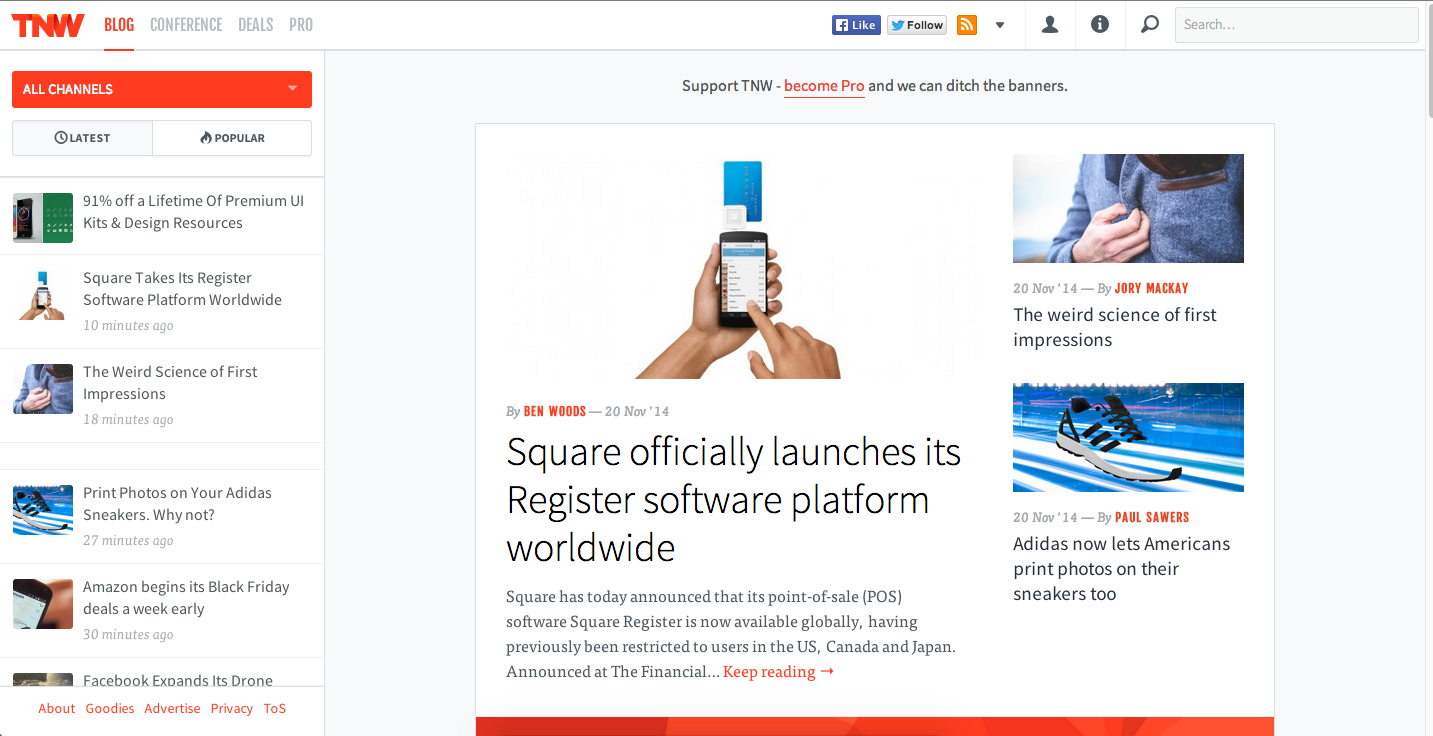 TNW BLOG CONFERENCE DEALS PRO Like Follow Search...
ALL CHANNELS
LATEST POPULAR
91% off a Lifetime Of Premium UI
Kits & Design Resources
Square Takes Its Register
Software Platform Worldwide
10 minutes ago
The Weird Science of First
Impressions
18 minutes ago
Print Photos on Your Adidas
Sneakers. Why not?
27 minutes ago
Amazon begins its Black Friday
deals a week early
30 minutes ago
Facebook Expands Its Drone
About Goodies Advertise Privacy ToS
Support TNW - become Pro and we can ditch the banners.
By BEN WOODS — 20 Nov '14
Square officially launches its
Register software platform
worldwide
Square has today announced that its point-of-sale (POS)
software Square Register is now available globally, having
previously been restricted to users in the US, Canada and Japan.
Announced at The Financial... Keep reading →
20 Nov '14 — By JORY MACKAY
The weird science of first
impressions
20 Nov '14 — By PAUL SAWERS
Adidas now lets Americans
print photos on their
sneakers too